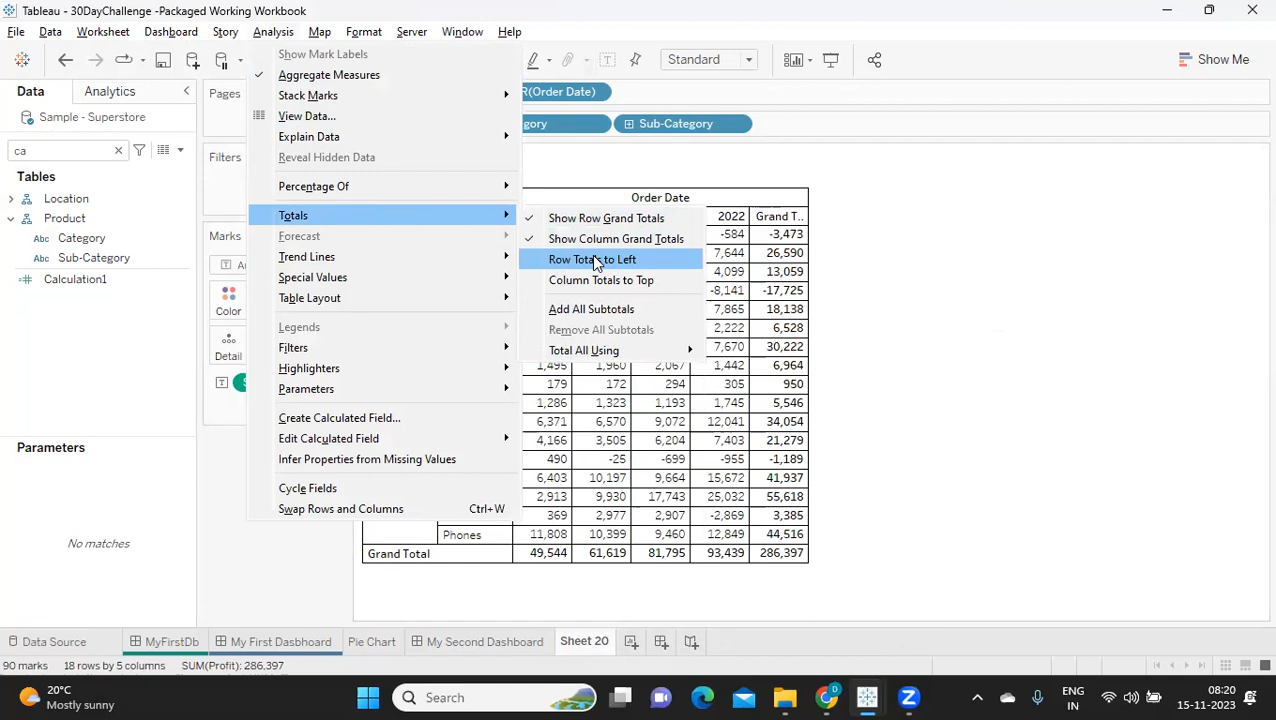 Tableau - 30DayChallenge -Packaged Working Workbook
File Data Worksheet Dashboard Story Analysis Map Format Server Window Help
Standard
Show Me
Data Analytics
Sample - Superstore
ca
Tables
Location
Product
Abc Category
Abc Sub-Category
Calculation1
Parameters
No matches
Pages
Filters
Marks
Color
Detail
Show Mark Labels
Aggregate Measures
Stack Marks
View Data...
Explain Data
Reveal Hidden Data
Percentage Of
Totals
Forecast
Trend Lines
Special Values
Table Layout
Legends
Filters
Highlighters
Parameters
Create Calculated Field...
Edit Calculated Field
Infer Properties from Missing Values
Cycle Fields
Swap Rows and Columns Ctrl+W
Show Row Grand Totals
Show Column Grand Totals
Row Totals to Left
Column Totals to Top
Add All Subtotals
Remove All Subtotals
Total All Using
R(Order Date)
gory Sub-Category
Order Date
2022 Grand T..
-584 -3,473
7,644 26,590
4,099 13,059
-8,141 -17,725
7,865 18,138
2,222 6,528
7,670 30,222
1,495 1,960 2,067 1,442 6,964
179 172 294 305 950
1,286 1,323 1,193 1,745 5,546
6,371 6,570 9,072 12,041 34,054
4,166 3,505 6,204 7,403 21,279
490 -25 -699 -955 -1,189
6,403 10,197 9,664 15,672 41,937
2,913 9,930 17,743 25,032 55,618
369 2,977 2,907 -2,869 3,385
Phones 11,808 10,399 9,460 12,849 44,516
Grand Total 49,544 61,619 81,795 93,439 286,397
Data Source MyFirstDb My First Dasbhord Pie Chart My Second Dashboard Sheet 20
90 marks 18 rows by 5 columns SUM(Profit): 286,397
20°C
Mostly sunny
Search
ENG
IN
08:20
15-11-2023